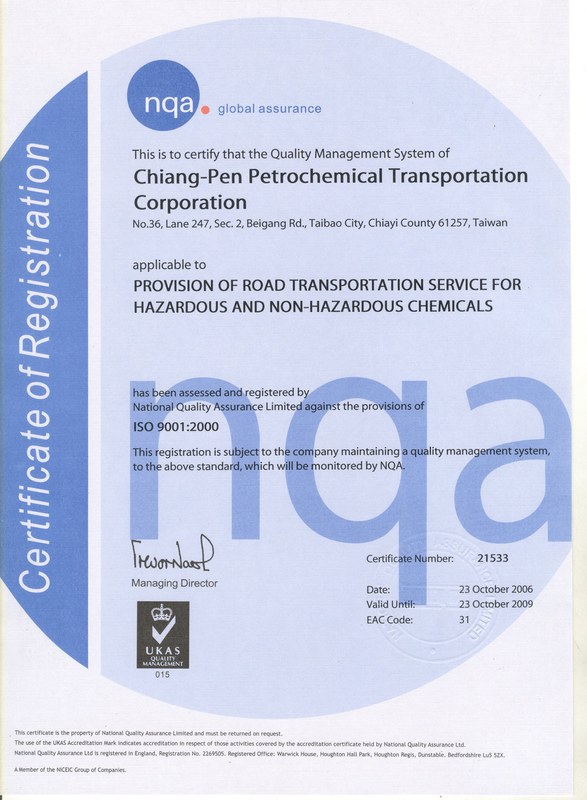 nqa.
global assurance
Certificate of Registration
This is to certify that the Quality Management System of
Chiang-Pen Petrochemical Transportation
Corporation
No.36, Lane 247, Sec. 2, Beigang Rd., Taibao City, Chiayi County 61257, Taiwan
applicable to
PROVISION OF ROAD TRANSPORTATION SERVICE FOR
HAZARDOUS AND NON-HAZARDOUS CHEMICALS
nqa
has been assessed and registered by
National Quality Assurance Limited against the provisions of
ISO 9001:2000
This registration is subject to the company maintaining a quality management system,
to the above standard, which will be monitored by NQA.
Managing Director
Certificate Number: 21533
Date: 23 October 2006
Valid Until: 23 October 2009
EAC Code: 31
UKAS
QUALITY
MANAGEMENT
015
This certificate is the property of National Quality Assurance Limited and must be returned on request.
The use of the UKAS Accreditation Mark indicates accreditation in respect of those activities covered by the accreditation certificate held by National Quality Assurance Ltd.
National Quality Assurance Ltd is registered in England, Registration No. 2269505. Registered Office: Warwick House, Houghton Hall Park, Houghton Regis, Dunstable. Bedfordshire Lu5 5ZX.
A Member of the NICEIC Group of Companies.